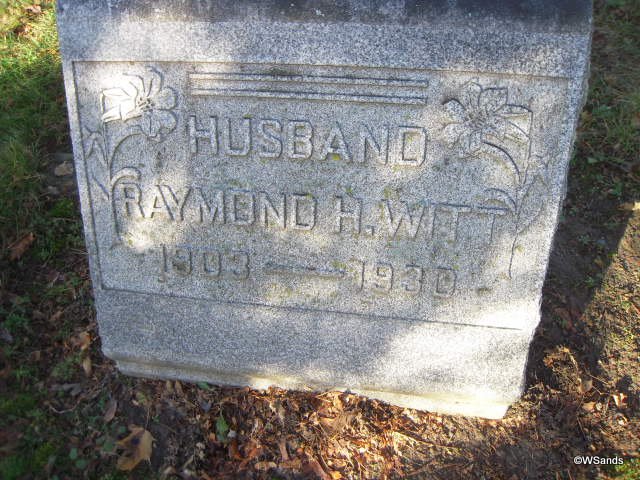 HUSBAND
RAYMOND H. WITT
1903 — 1930
©WSands